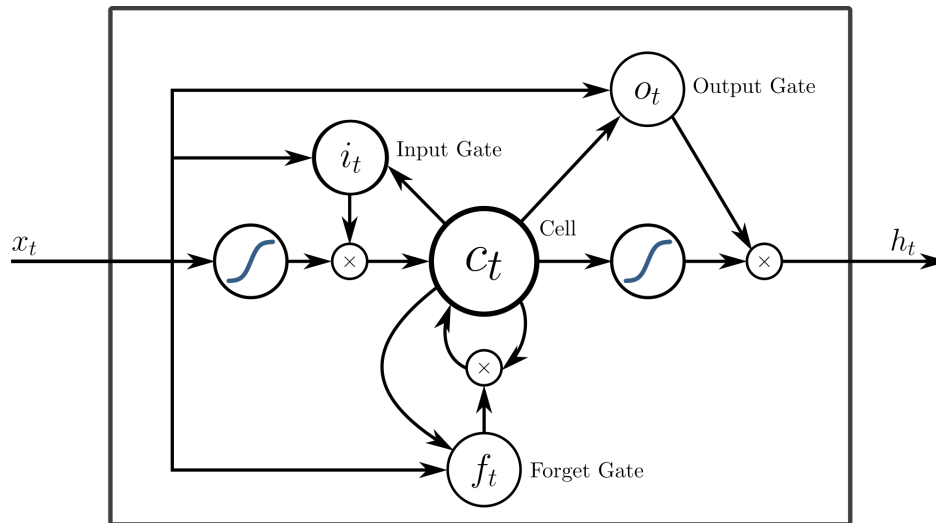 o_t Output Gate
i_t Input Gate
x_t
Cell
h_t
×
c_t
×
×
f_t Forget Gate